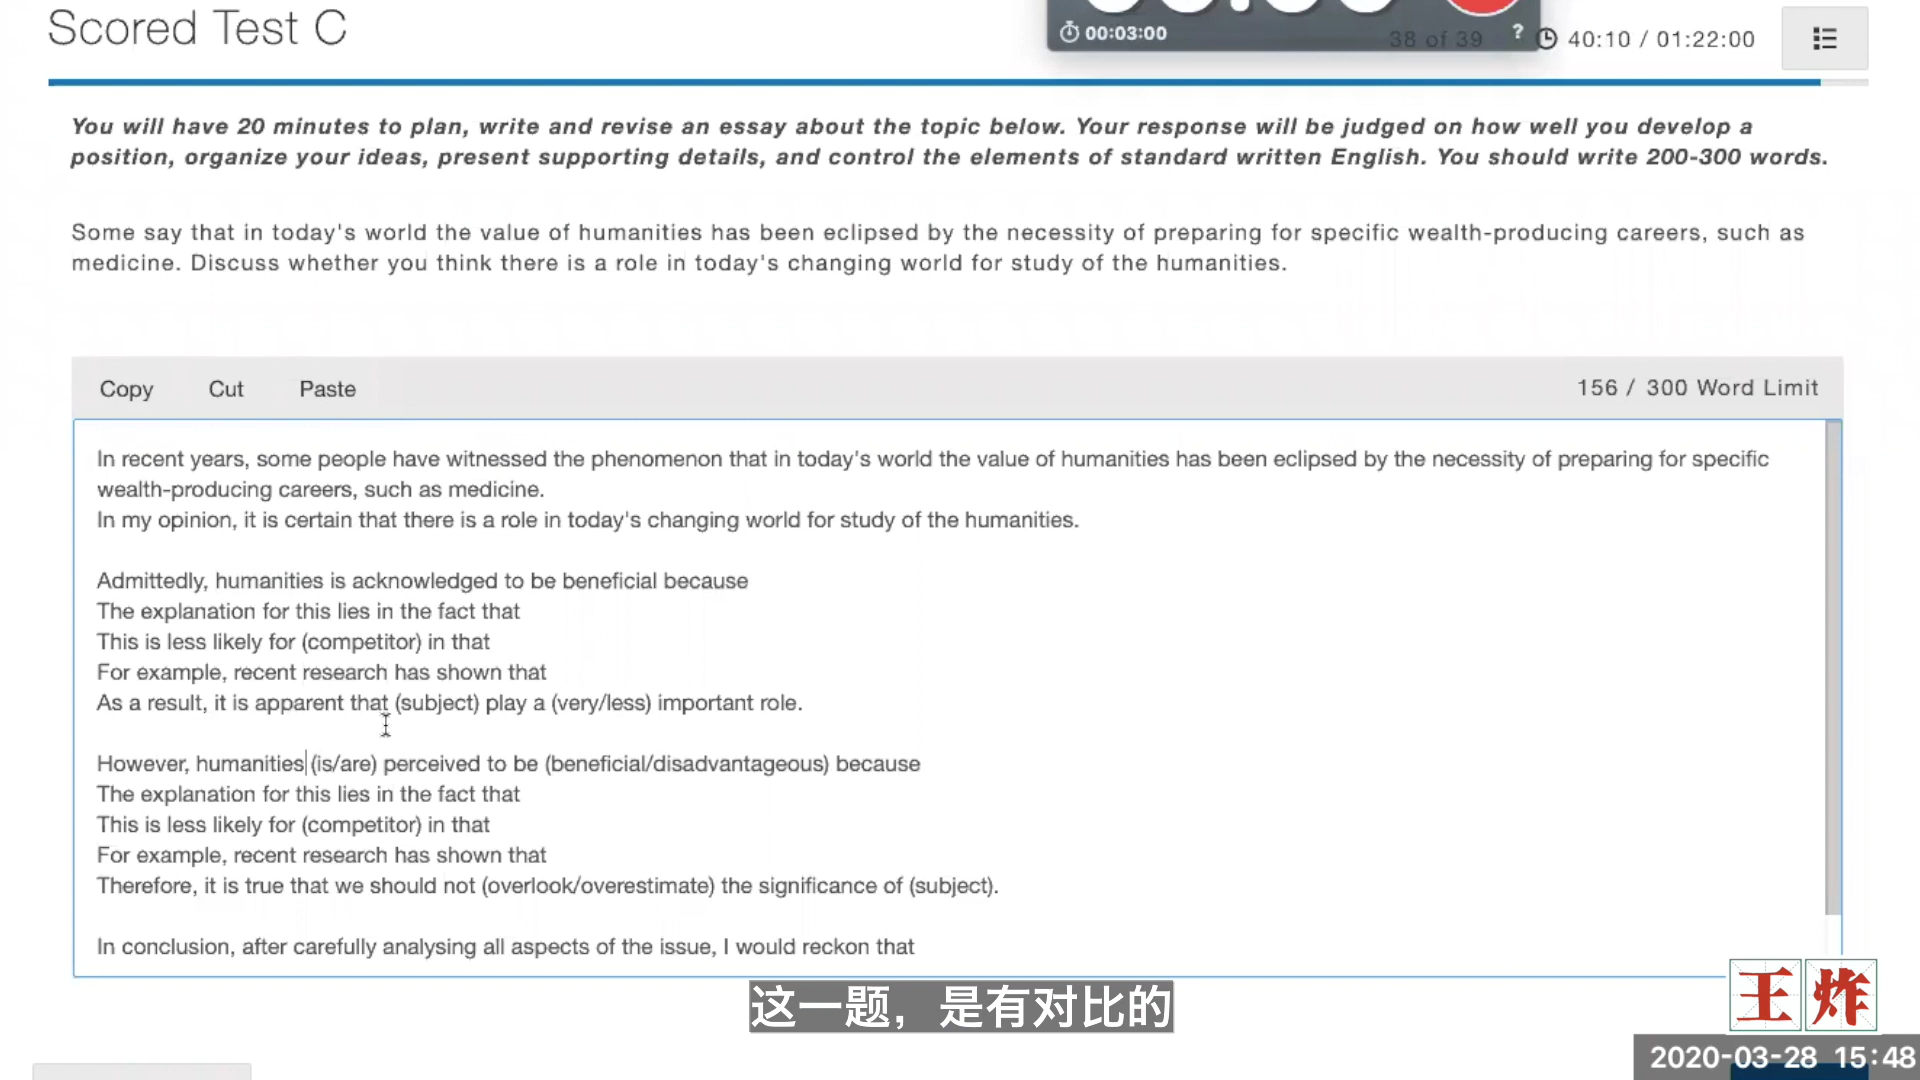 Scored Test C
00:03:00
?
38 of 39
40:10 / 01:22:00
You will have 20 minutes to plan, write and revise an essay about the topic below. Your response will be judged on how well you develop a
position, organize your ideas, present supporting details, and control the elements of standard written English. You should write 200-300 words.
Some say that in today's world the value of humanities has been eclipsed by the necessity of preparing for specific wealth-producing careers, such as
medicine. Discuss whether you think there is a role in today's changing world for study of the humanities.
Copy Cut Paste 156 / 300 Word Limit
In recent years, some people have witnessed the phenomenon that in today's world the value of humanities has been eclipsed by the necessity of preparing for specific
wealth-producing careers, such as medicine.
In my opinion, it is certain that there is a role in today's changing world for study of the humanities.
Admittedly, humanities is acknowledged to be beneficial because
The explanation for this lies in the fact that
This is less likely for (competitor) in that
For example, recent research has shown that
As a result, it is apparent that (subject) play a (very/less) important role.
However, humanities (is/are) perceived to be (beneficial/disadvantageous) because
The explanation for this lies in the fact that
This is less likely for (competitor) in that
For example, recent research has shown that
Therefore, it is true that we should not (overlook/overestimate) the significance of (subject).
In conclusion, after carefully analysing all aspects of the issue, I would reckon that
这一题，是有对比的
王炸
2020-03-28 15:48